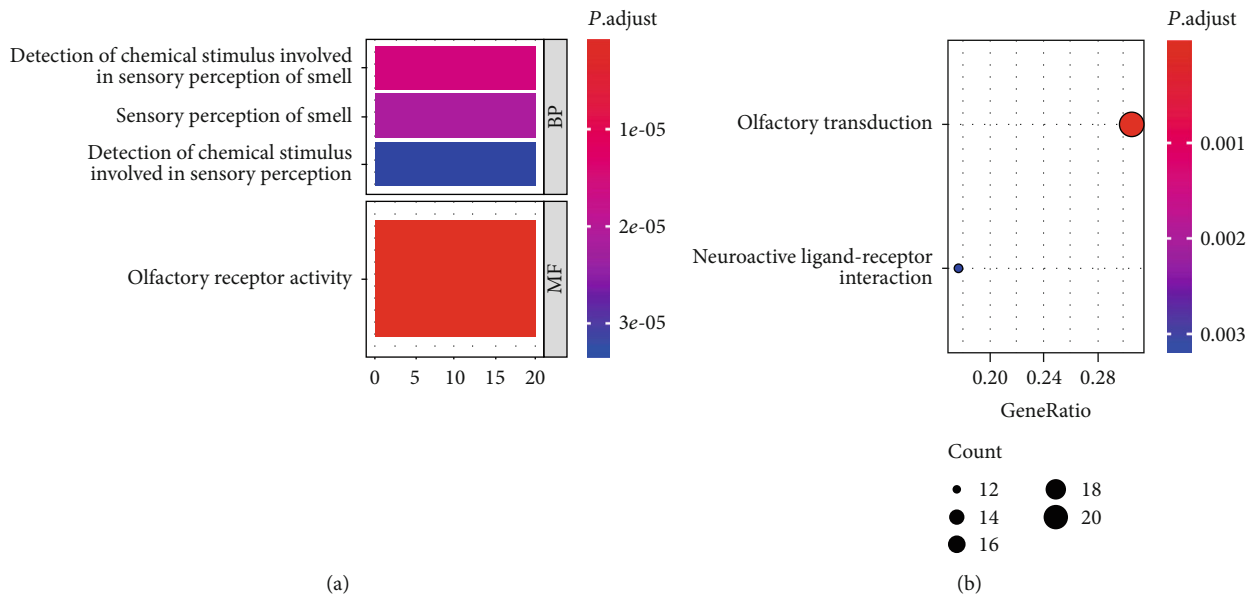 P.adjust
Detection of chemical stimulus involved
in sensory perception of smell
Sensory perception of smell
Detection of chemical stimulus
involved in sensory perception
BP
Olfactory receptor activity
MF
1e-05
2e-05
3e-05
0 5 10 15 20
(a)
P.adjust
Olfactory transduction
Neuroactive ligand-receptor
interaction
0.001
0.002
0.003
0.20 0.24 0.28
GeneRatio
Count
12 18
14 20
16
(b)